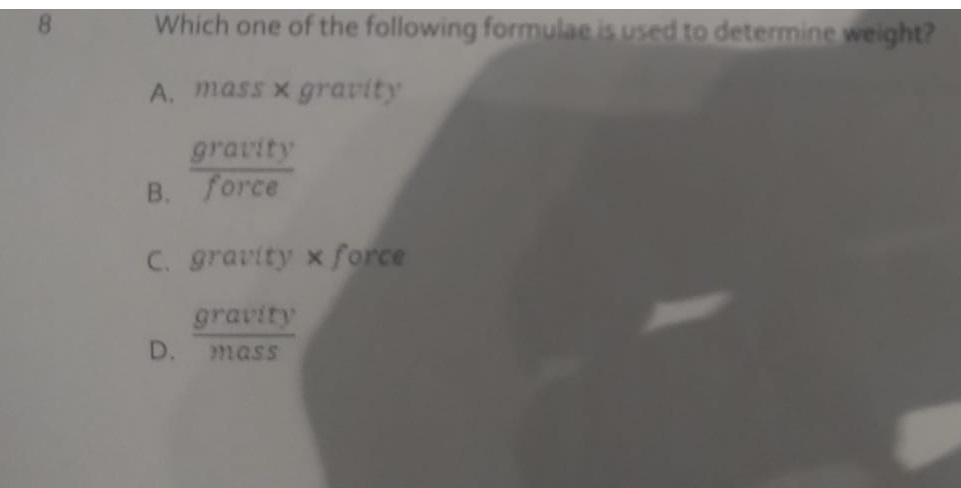 8 Which one of the following formulae is used to determine weight?
A. mass × gravity
B. gravity
force
C. gravity × force
D. gravity
mass